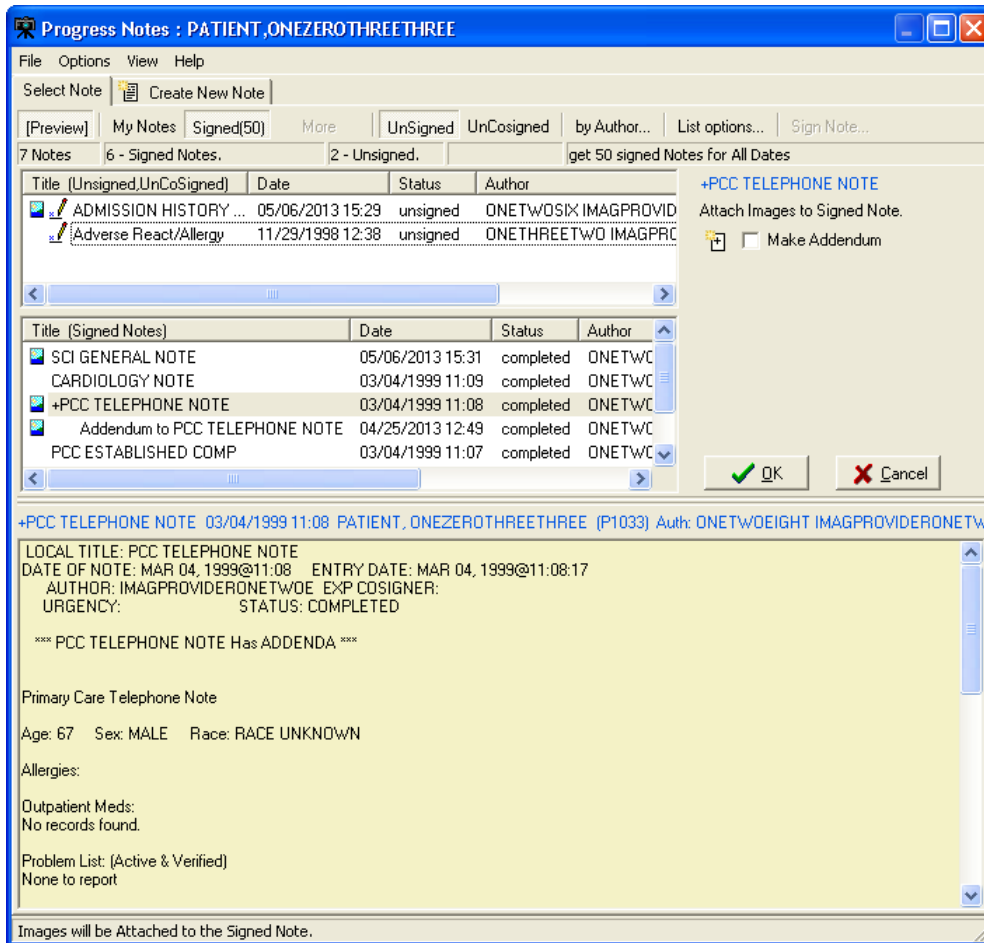 Progress Notes : PATIENT,ONEZEROTHREETHREE
File Options View Help
Select Note Create New Note
[Preview] My Notes Signed(50) More UnSigned UnCosigned by Author... List options... Sign Note...
7 Notes 6 - Signed Notes. 2 - Unsigned. get 50 signed Notes for All Dates
Title (Unsigned,UnCoSigned) Date Status Author
ADMISSION HISTORY ... 05/06/2013 15:29 unsigned ONETWOSIX IMAGPROVID
Adverse React/Allergy 11/29/1998 12:38 unsigned ONETHREETWO IMAGPRO
+PCC TELEPHONE NOTE
Attach Images to Signed Note.
Make Addendum
Title (Signed Notes) Date Status Author
SCI GENERAL NOTE 05/06/2013 15:31 completed ONETWO
CARDIOLOGY NOTE 03/04/1999 11:09 completed ONETWO
+PCC TELEPHONE NOTE 03/04/1999 11:08 completed ONETWO
Addendum to PCC TELEPHONE NOTE 04/25/2013 12:49 completed ONETWO
PCC ESTABLISHED COMP 03/04/1999 11:07 completed ONETWO
OK Cancel
+PCC TELEPHONE NOTE 03/04/1999 11:08 PATIENT, ONEZEROTHREETHREE (P1033) Auth: ONETWOEIGHT IMAGPROVIDERONETW
LOCAL TITLE: PCC TELEPHONE NOTE
DATE OF NOTE: MAR 04, 1999@11:08 ENTRY DATE: MAR 04, 1999@11:08:17
AUTHOR: IMAGPROVIDERONETWOE EXP COSIGNER:
URGENCY: STATUS: COMPLETED
*** PCC TELEPHONE NOTE Has ADDENDA ***
Primary Care Telephone Note
Age: 67 Sex: MALE Race: RACE UNKNOWN
Allergies:
Outpatient Meds:
No records found.
Problem List: (Active & Verified)
None to report
Images will be Attached to the Signed Note.